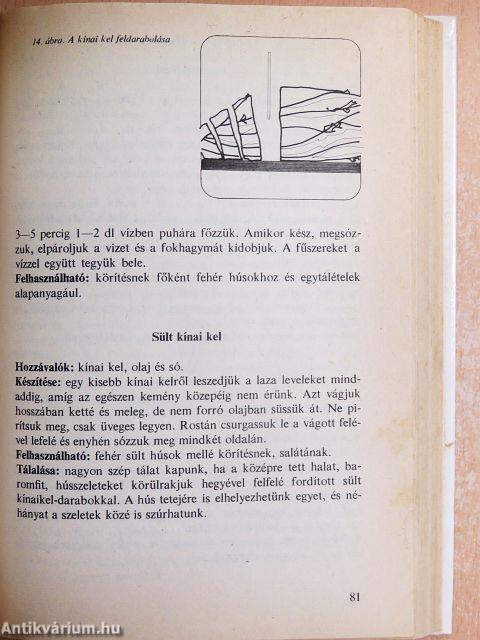 14. ábra. A kínai kel feldarabolása
3—5 percig 1—2 dl vízben puhára főzzük. Amikor kész, megsóz-
zuk, elpároljuk a vizet és a fokhagymát kidobjuk. A fűszereket a
vízzel együtt tegyük bele.
Felhasználható: körítésnek főként fehér húsokhoz és egytálételek
alapanyagául.
Sült kínai kel
Hozzávalók: kínai kel, olaj és só.
Készítése: egy kisebb kínai kelről leszedjük a laza leveleket mind-
addig, amíg az egészen kemény közepéig nem érünk. Azt vágjuk
hosszában ketté és meleg, de nem forró olajban süssük át. Ne pi-
rítsuk meg, csak üveges legyen. Rostán csurgassuk le a vágott felé-
vel lefelé és enyhén sózzuk meg mindkét oldalán.
Felhasználható: fehér sült húsok mellé körítésnek, salátának.
Tálalása: nagyon szép tálat kapunk, ha a középre tett halat, ba-
romfit, hússzeleteket körülrakjuk hegyével felfelé fordított sült
kínaikel-darabokkal. A hús tetejére is elhelyezhetünk egyet, és né-
hányat a szeletek közé is szúrhatunk.
81
Antikvárium.hu